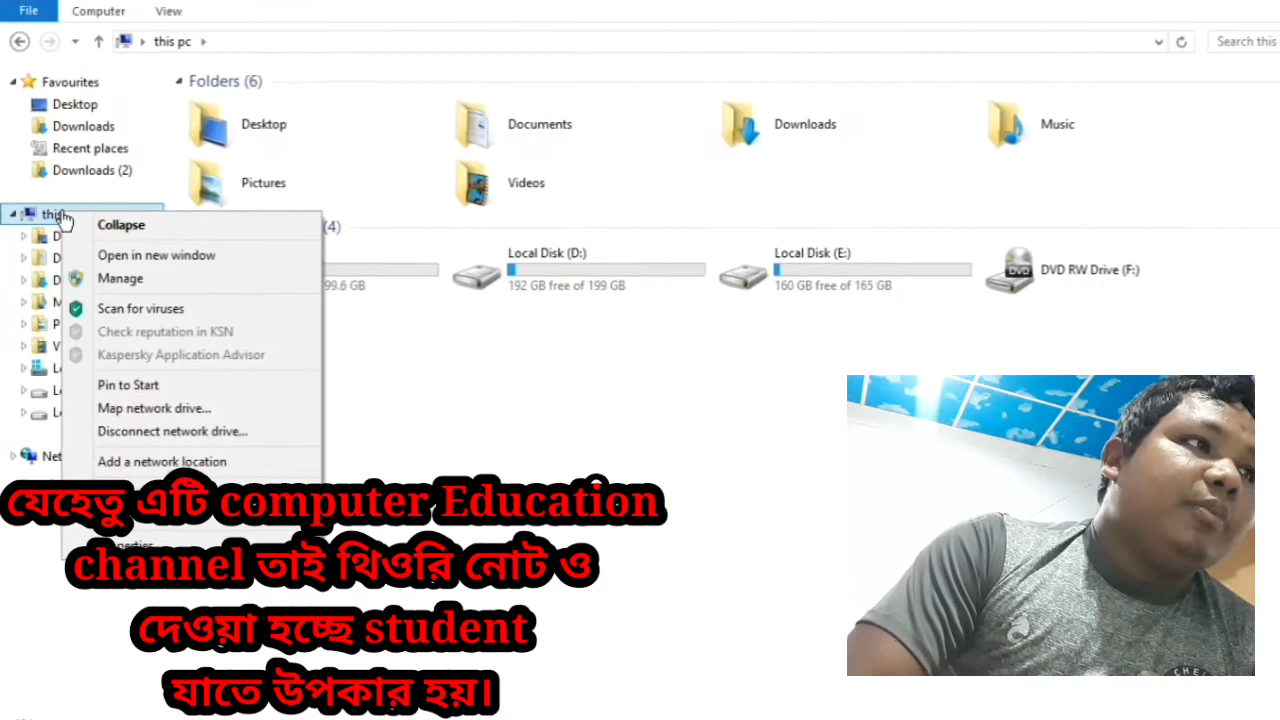 File Computer View
this pc
Search this
Favourites
Desktop
Downloads
Recent places
Downloads (2)
Folders (6)
Desktop
Documents
Downloads
Music
Pictures
Videos
(4)
99.6 GB
Local Disk (D:)
192 GB free of 199 GB
Local Disk (E:)
160 GB free of 165 GB
DVD RW Drive (F:)
DVD
Collapse
Open in new window
Manage
Scan for viruses
Check reputation in KSN
Kaspersky Application Advisor
Pin to Start
Map network drive...
Disconnect network drive...
Add a network location
যেহেতু এটি computer Education
channel তাই থিওরি নোট ও
দেওয়া হচ্ছে student
যাতে উপকার হয়।